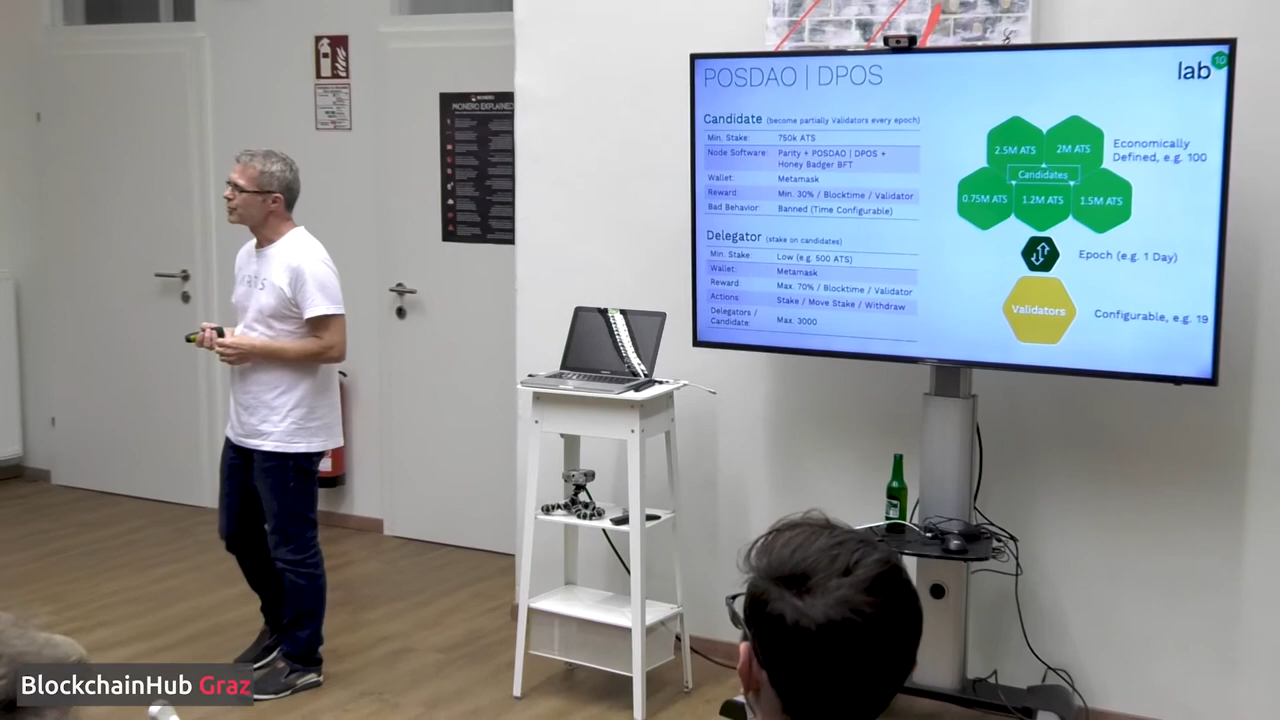 MONERO
MONERO EXPLAINED
POSDAO | DPOS
lab10
Candidate (become partially Validators every epoch)
Min. Stake: 750k ATS
Node Software: Parity + POSDAO | DPOS +
Honey Badger BFT
Wallet: Metamask
Reward: Min. 30% / Blocktime / Validator
Bad Behavior: Banned (Time Configurable)
Delegator (stake on candidates)
Min. Stake: Low (e.g. 500 ATS)
Wallet: Metamask
Reward Max. 70% / Blocktime / Validator
Actions: Stake / Move Stake / Withdraw
Delegators /
Candidate: Max. 3000
2.5M ATS
2M ATS
Candidates
0.75M ATS
1.2M ATS
1.5M ATS
Economically
Defined, e.g. 100
Epoch (e.g. 1 Day)
Validators
Configurable, e.g. 19
BlockchainHub Graz